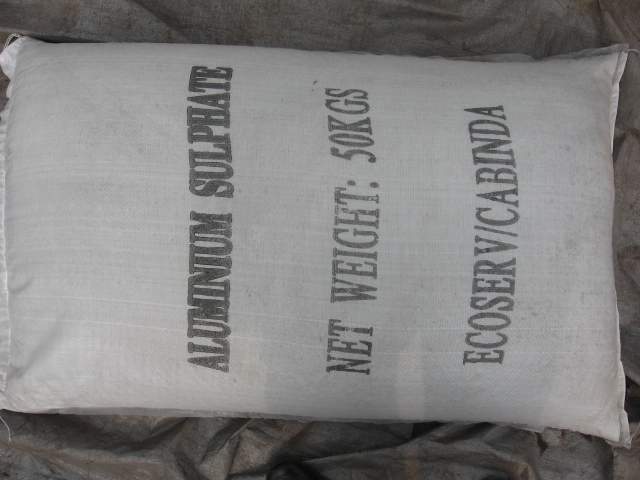 ALUMINIUM SULPHATE
NET WEIGHT: 50KGS
ECOSERV/CABINDA